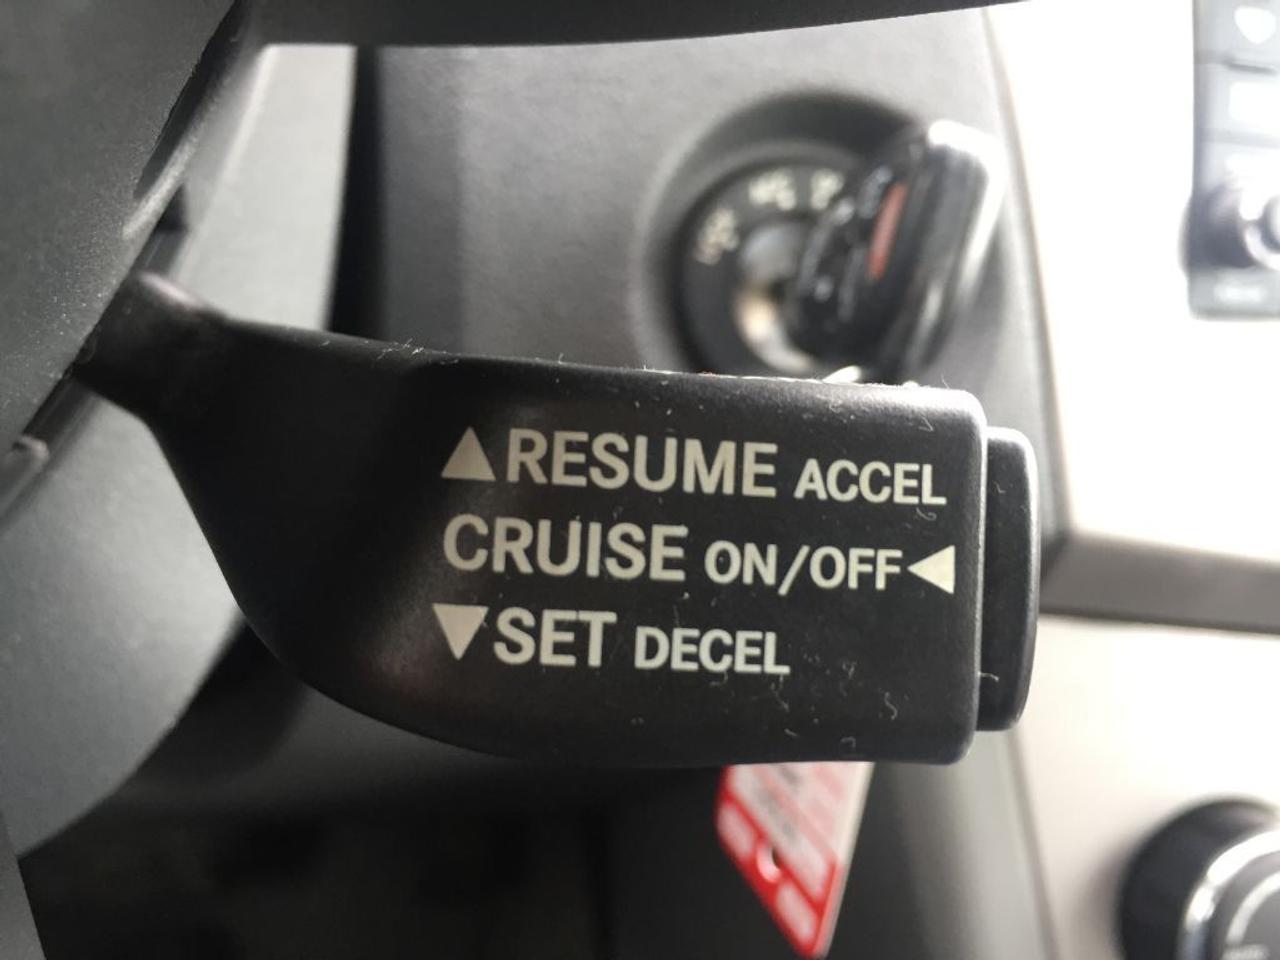 ▲RESUME ACCEL
CRUISE ON/OFF◀
▼SET DECEL